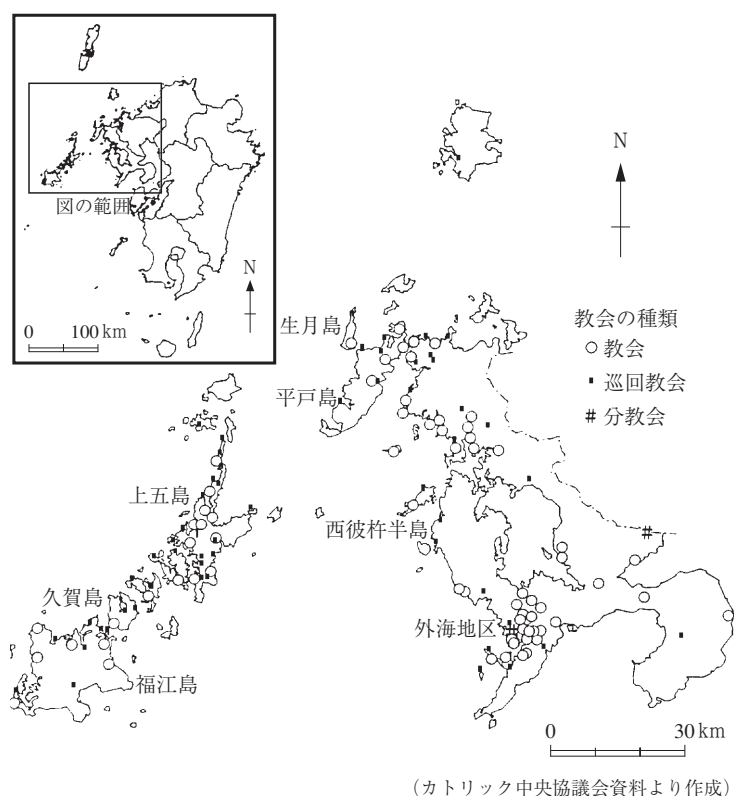 図の範囲
N
0 100 km
N
教会の種類
○ 教会
巡回教会
# 分教会
生月島
平戸島
上五島
西彼杵半島
久賀島
外海地区
福江島
0 30 km
（カトリック中央協議会資料より作成）